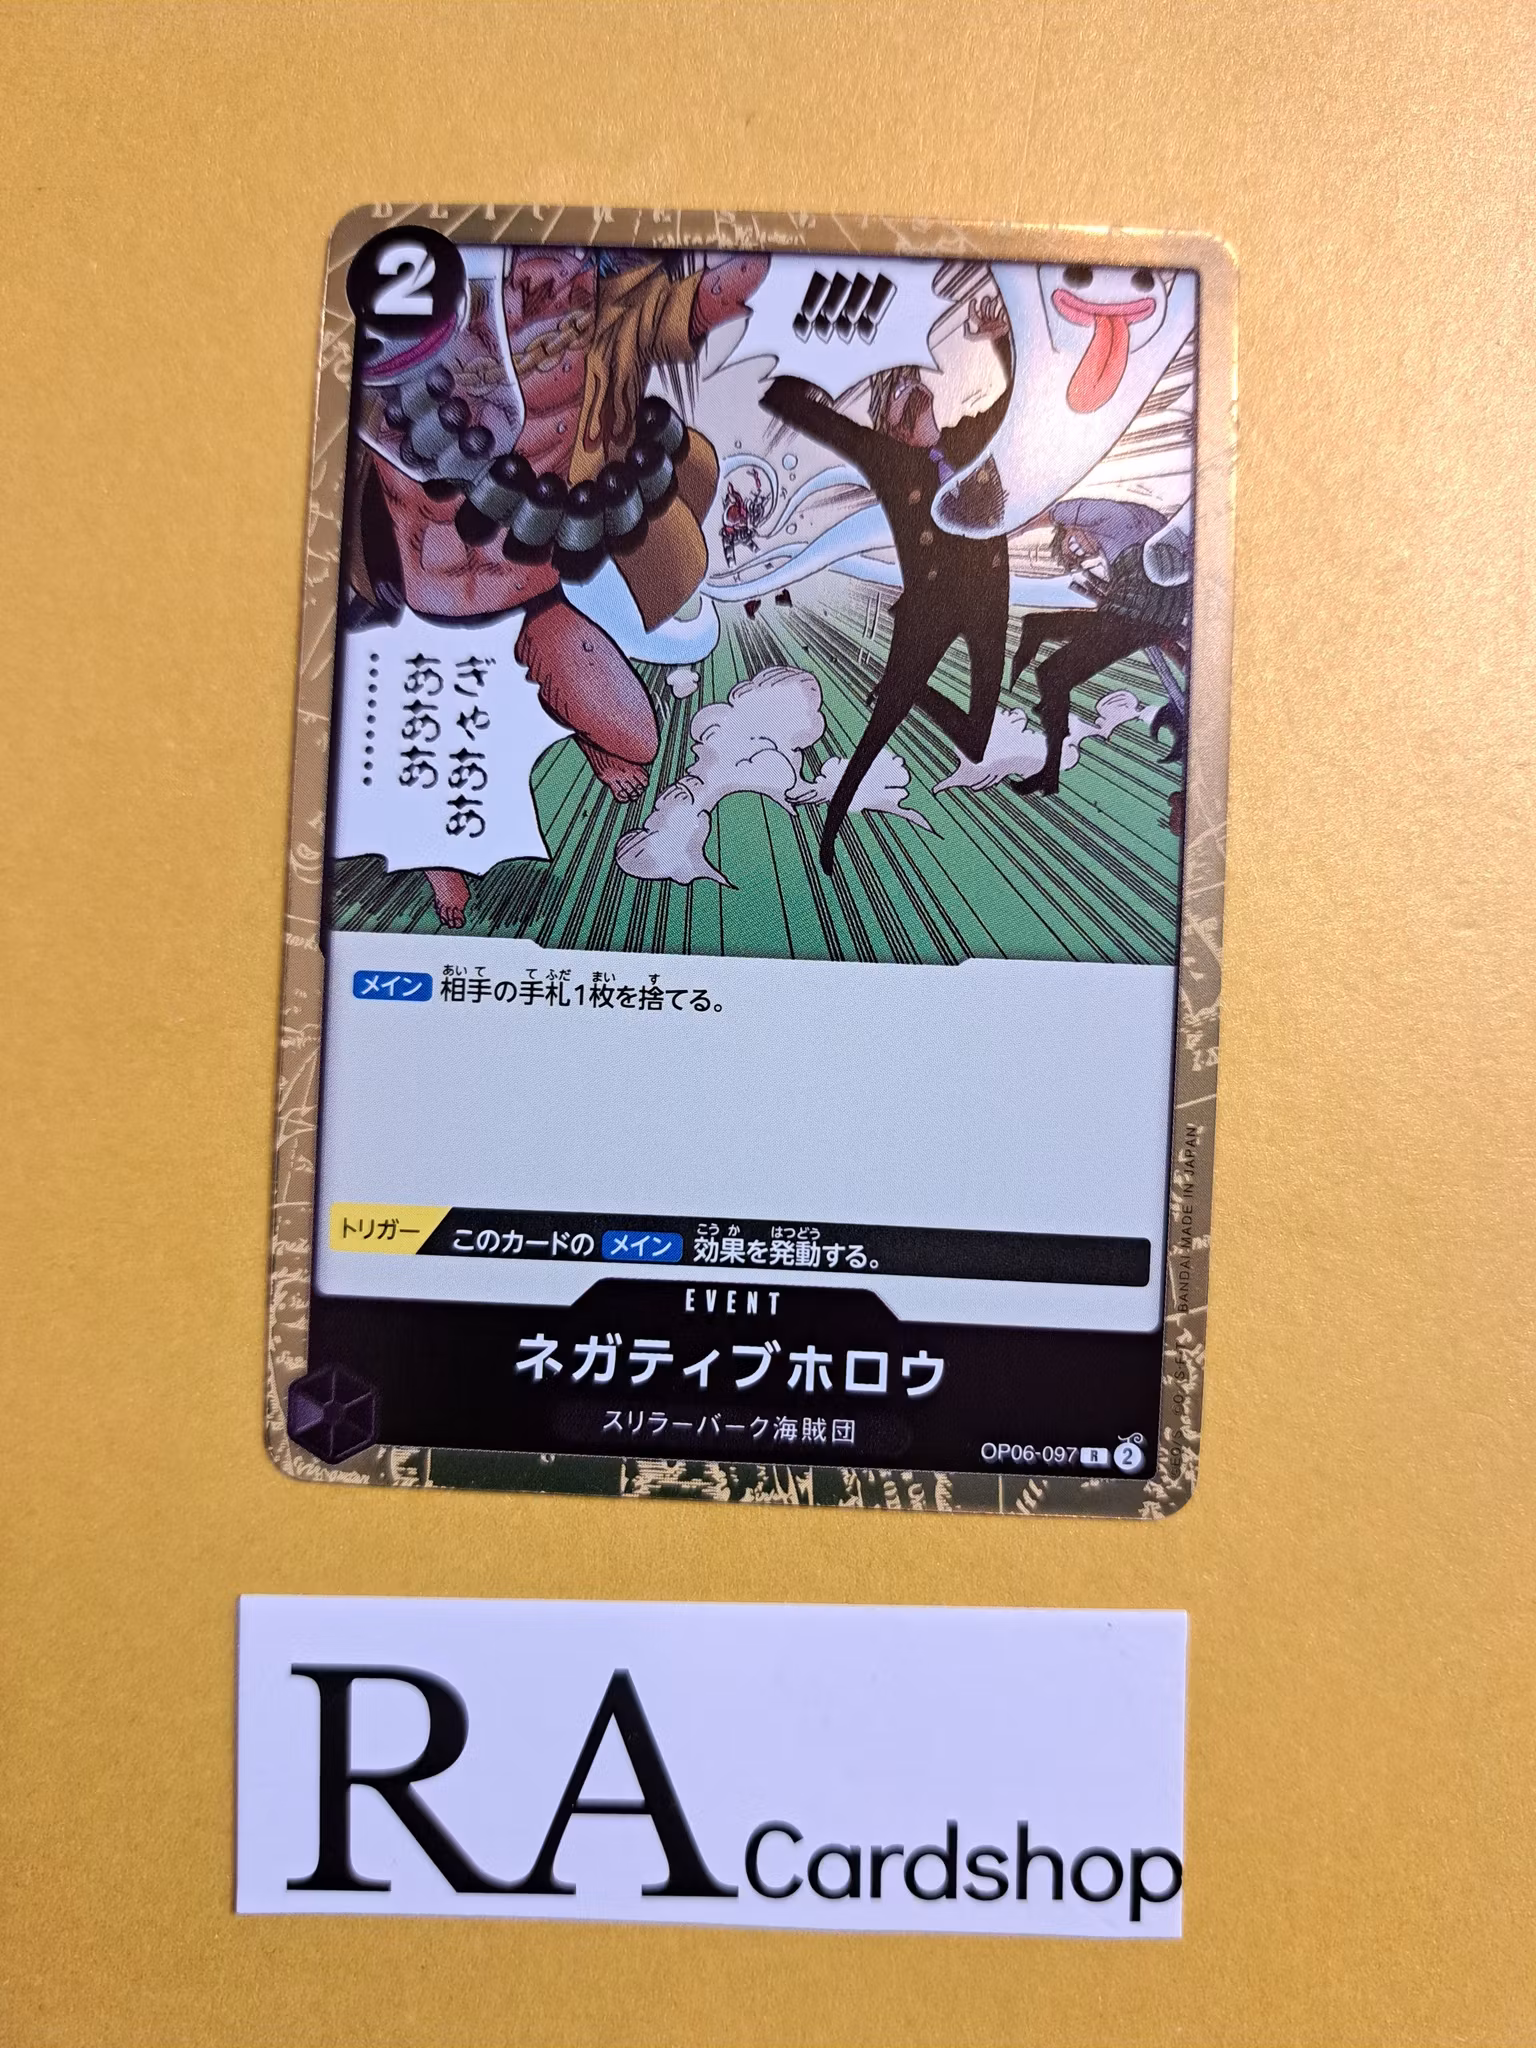 2
!!!!
ぎゃああ
ああああ
………
メイン 相手の手札1枚を捨てる。
トリガー このカードの メイン 効果を発動する。
EVENT
ネガティブホロウ
スリラーバーク海賊団
OP06-097 R 2
BANDAI MADE IN JAPAN
RA Cardshop